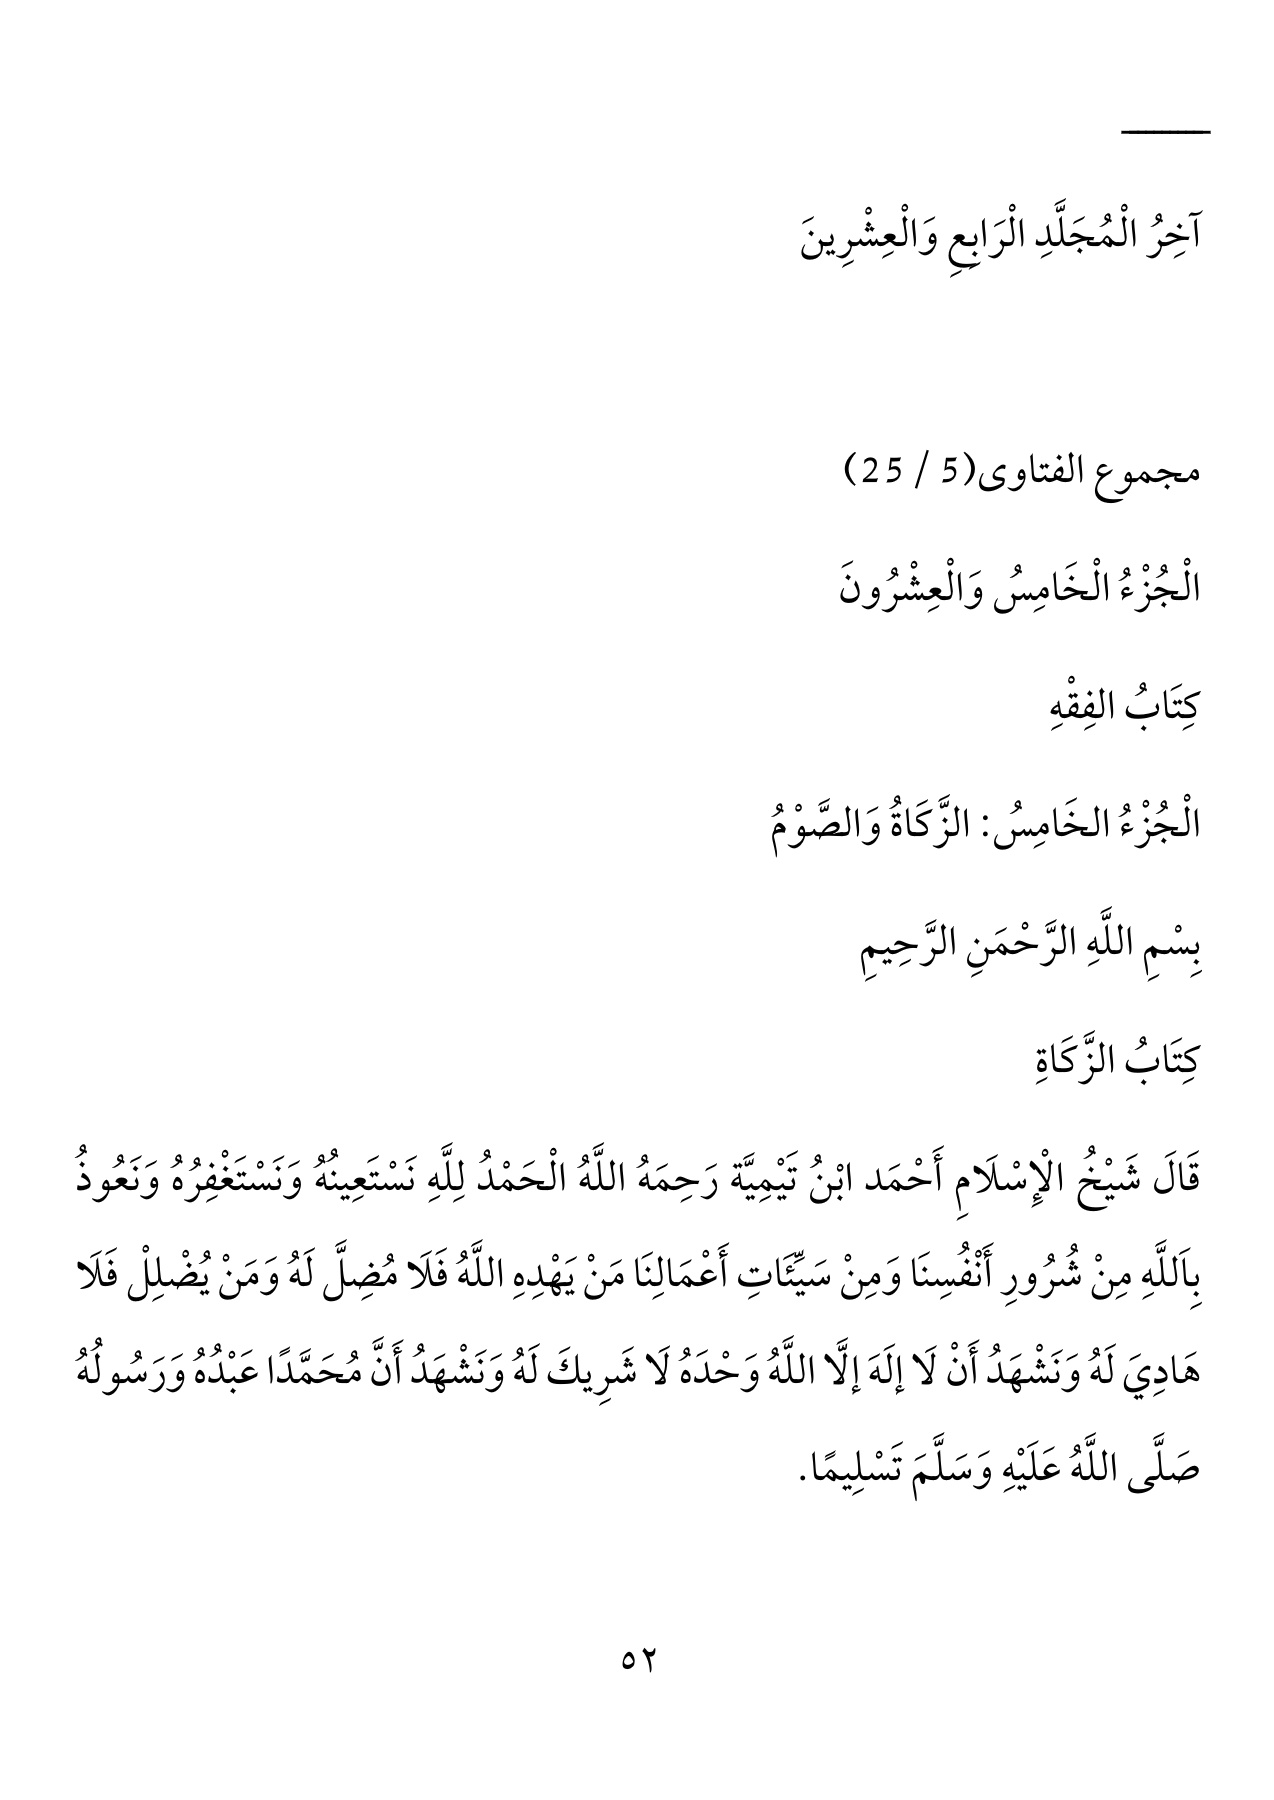 آخِرُ الْمُجَلَّدِ الْرَابِعِ وَالْعِشْرِينَ
مجموع الفتاوى(5 / 25)
الْجُزْءُ الْخَامِسُ وَالْعِشْرُونَ
كِتَابُ الفِقْهِ
الْجُزْءُ الخَامِسُ: الزَّكَاةُ وَالصَّوْمُ
بِسْمِ اللَّهِ الرَّحْمَنِ الرَّحِيمِ
كِتَابُ الزَّكَاةِ
قَالَ شَيْخُ الْإِسْلَامِ أَحْمَد ابْنُ تَيْمِيَّة رَحِمَهُ اللَّهُ الْحَمْدُ لِلَّهِ نَسْتَعِينُهُ وَنَسْتَغْفِرُهُ وَنَعُوذُ
بِاَللَّهِ مِنْ شُرُورِ أَنْفُسِنَا وَمِنْ سَيِّئَاتِ أَعْمَالِنَا مَنْ يَهْدِهِ اللَّهُ فَلَا مُضِلَّ لَهُ وَمَنْ يُضْلِلْ فَلَا
هَادِيَ لَهُ وَنَشْهَدُ أَنْ لَا إلَهَ إلَّا اللَّهُ وَحْدَهُ لَا شَرِيكَ لَهُ وَنَشْهَدُ أَنَّ مُحَمَّدًا عَبْدُهُ وَرَسُولُهُ
صَلَّى اللَّهُ عَلَيْهِ وَسَلَّمَ تَسْلِيمًا.
٥٢